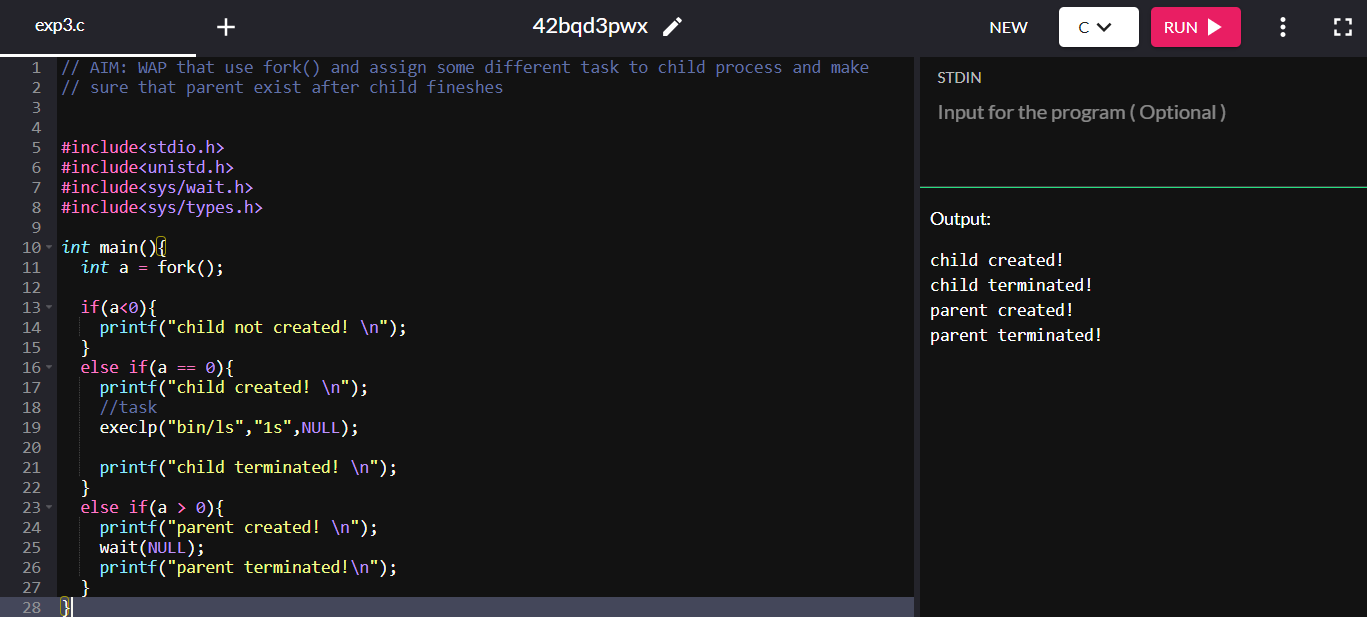 exp3.c
+
42bqd3pwx
NEW
C
RUN
1 // AIM: WAP that use fork() and assign some different task to child process and make
2 // sure that parent exist after child fineshes
3
4
5 #include<stdio.h>
6 #include<unistd.h>
7 #include<sys/wait.h>
8 #include<sys/types.h>
9
10 int main(){
11   int a = fork();
12
13   if(a<0){
14     printf("child not created! \n");
15   }
16   else if(a == 0){
17     printf("child created! \n");
18     //task
19     execlp("bin/ls","1s",NULL);
20
21     printf("child terminated! \n");
22   }
23   else if(a > 0){
24     printf("parent created! \n");
25     wait(NULL);
26     printf("parent terminated!\n");
27   }
28 }
STDIN
Input for the program ( Optional )
Output:
child created!
child terminated!
parent created!
parent terminated!